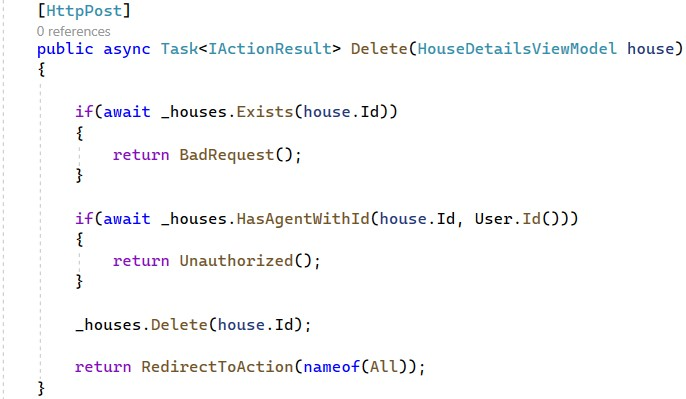 [HttpPost]
0 references
public async Task<IActionResult> Delete(HouseDetailsViewModel house)
{
if(await _houses.Exists(house.Id))
{
return BadRequest();
}
if(await _houses.HasAgentWithId(house.Id, User.Id()))
{
return Unauthorized();
}
_houses.Delete(house.Id);
return RedirectToAction(nameof(All));
}